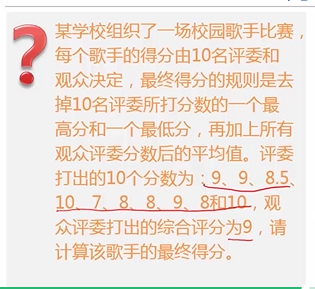 某学校组织了一场校园歌手比赛，
每个歌手的得分由10名评委和
观众决定，最终得分的规则是去
掉10名评委所打分数的一个最
高分和一个最低分，再加上所有
观众评委分数后的平均值。评委
打出的10个分数为：9、9、8.5、
10、7、8、8、9、8和10，观
众评委打出的综合评分为9，请
计算该歌手的最终得分。